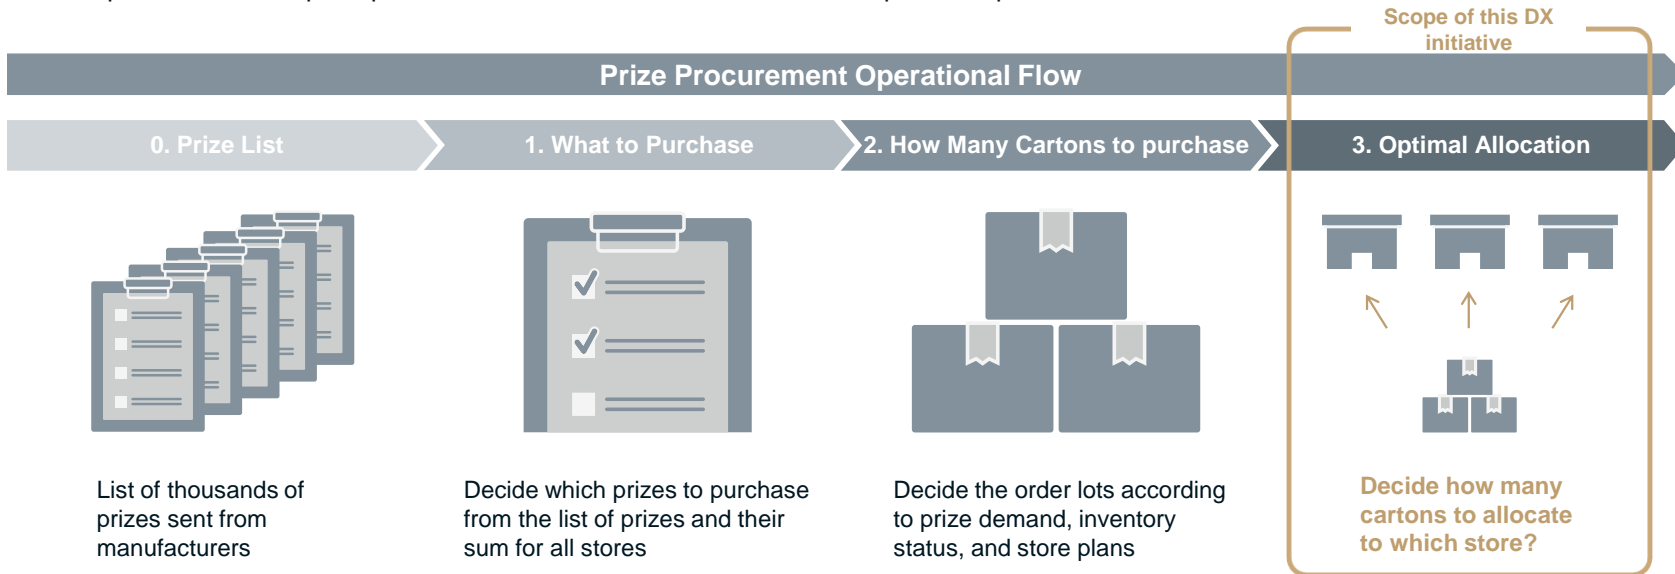 Scope of this DX
initiative
Prize Procurement Operational Flow
0. Prize List
1. What to Purchase
2. How Many Cartons to purchase
3. Optimal Allocation
List of thousands of
prizes sent from
manufacturers
Decide which prizes to purchase
from the list of prizes and their
sum for all stores
Decide the order lots according
to prize demand, inventory
status, and store plans
Decide how many
cartons to allocate
to which store?